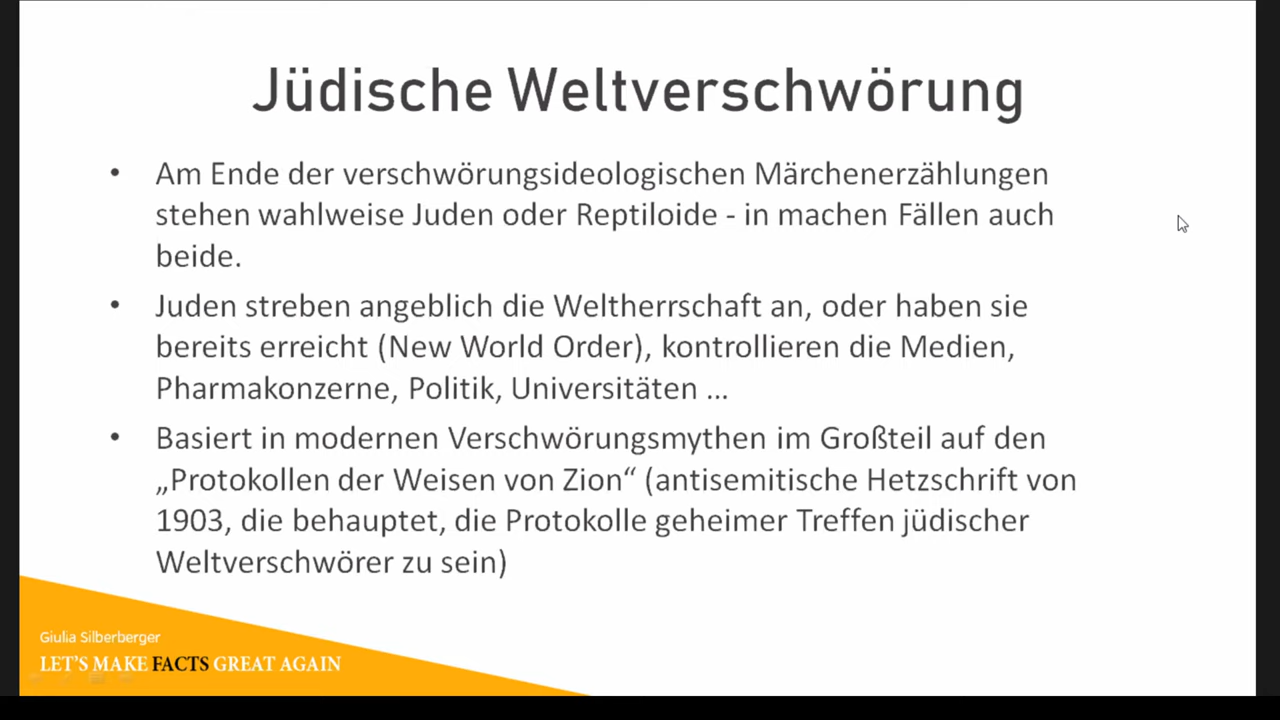 Jüdische Weltverschwörung
• Am Ende der verschwörungsideologischen Märchenerzählungen
stehen wahlweise Juden oder Reptiloide - in machen Fällen auch
beide.
• Juden streben angeblich die Weltherrschaft an, oder haben sie
bereits erreicht (New World Order), kontrollieren die Medien,
Pharmakonzerne, Politik, Universitäten ...
• Basiert in modernen Verschwörungsmythen im Großteil auf den
„Protokollen der Weisen von Zion“ (antisemitische Hetzschrift von
1903, die behauptet, die Protokolle geheimer Treffen jüdischer
Weltverschwörer zu sein)
Giulia Silberberger
LET'S MAKE FACTS GREAT AGAIN